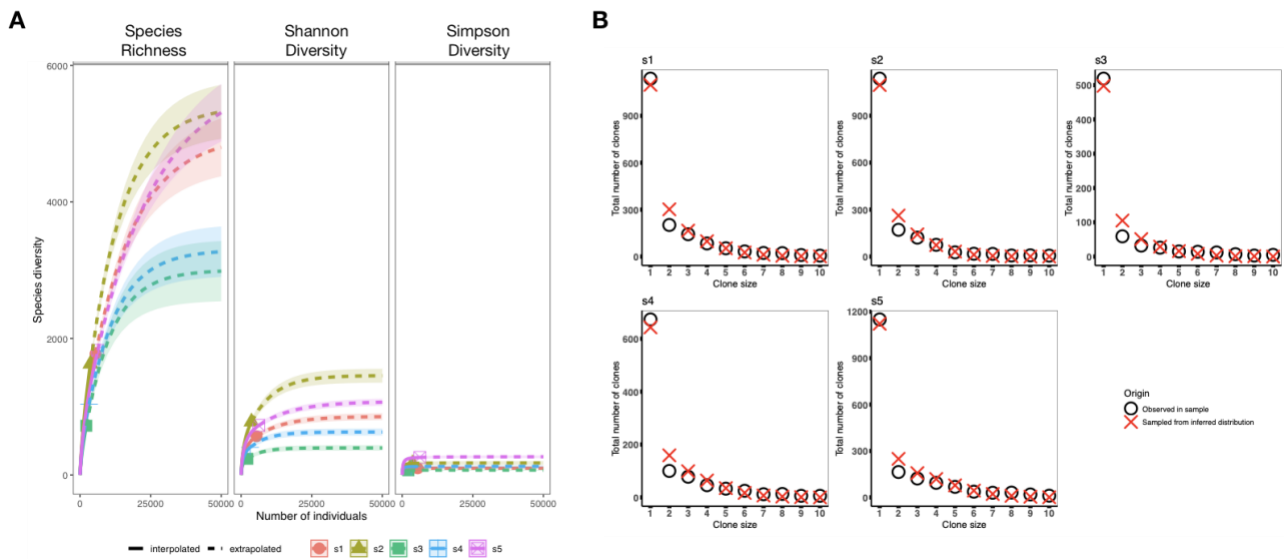 A
Species
Richness
Shannon
Diversity
Simpson
Diversity
Species diversity
6000
4000
2000
0
0 25000 50000
0 25000 50000
0 25000 50000
Number of individuals
interpolated extrapolated s1 s2 s3 s4 s5
B
s1
Total number of clones
900
600
300
0
1 2 3 4 5 6 7 8 9 10
Clone size
s2
Total number of clones
900
600
300
0
1 2 3 4 5 6 7 8 9 10
Clone size
s3
Total number of clones
500
400
300
200
100
0
1 2 3 4 5 6 7 8 9 10
Clone size
s4
Total number of clones
600
400
200
0
1 2 3 4 5 6 7 8 9 10
Clone size
s5
Total number of clones
1200
900
600
300
0
1 2 3 4 5 6 7 8 9 10
Clone size
Origin
Observed in sample
Sampled from inferred distribution